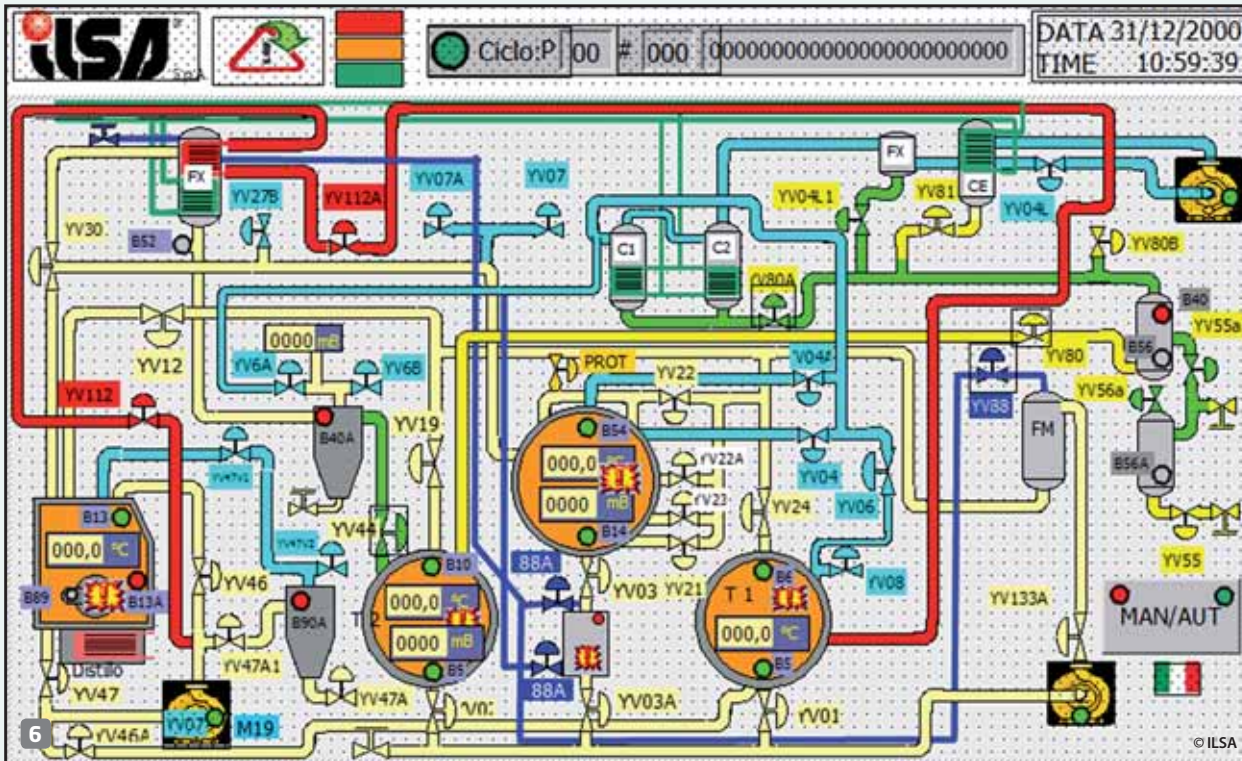 ILSA
S.p.A
Ciclo:P 00 # 000 0000000000000000000000000
DATA 31/12/2000
TIME 10:59:39
FX
FX
CE
YV27B
YV112A
YV07A
YV07
YV04L1
YV81
YV04L
YV30
B52
C1
C2
YV80B
B40
YV55a
B56
0000 mB
YV12
YV6A
YV6B
PROT
YV22
YV80
YV88
YV56a
YV112
B40A
YV19
B54
FM
000,0 °C
YV22A
B56A
YV47V1
0000 mB
YV04
YV06
B13
YV23
YV24
000,0 °C
YV44
B14
YV55
YV47V2
B10
88A
YV03
YV21
B6
YV08
B89
B13A
YV46
B90A
000,0 °C
T 1
YV133A
MAN/AUT
0000 mB
000,0 °C
Distillo
YV47A1
B5
YV47
YV47A
88A
YV03A
YV01
YV07
M19
6
YV46A
© ILSA